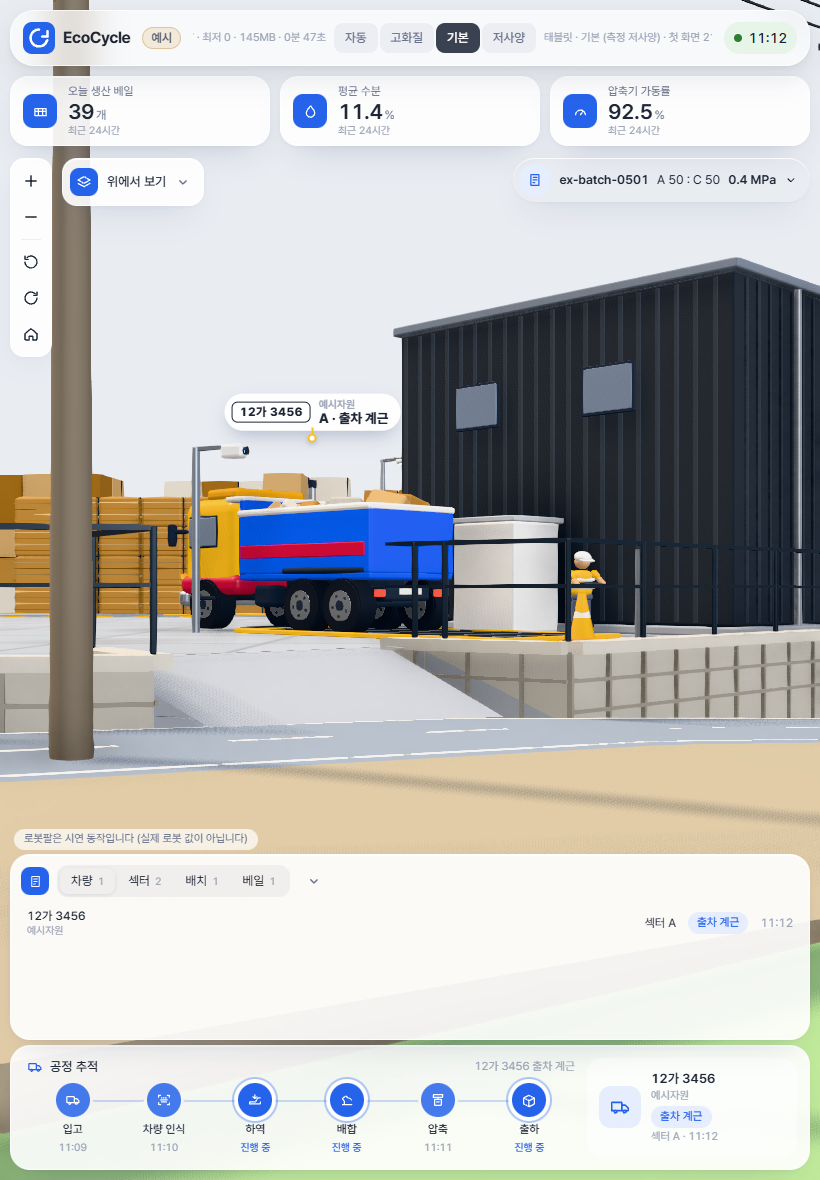 EcoCycle
예시
· 최저 0 · 145MB · 0분 47초
자동
고화질
기본
저사양
태블릿 · 기본 (측정 저사양) · 첫 화면
11:12
오늘 생산 베일
39개
최근 24시간
평균 수분
11.4%
최근 24시간
압축기 가동률
92.5%
최근 24시간
위에서 보기
ex-batch-0501 A 50 : C 50 0.4 MPa
12가 3456
예시자원
A · 출차 계근
로봇팔은 시연 동작입니다 (실제 로봇 값이 아닙니다)
차량 1
섹터 2
배치 1
베일 1
12가 3456
예시자원
섹터 A
출차 계근
11:12
공정 추적
12가 3456 출차 계근
입고
11:09
차량 인식
11:10
하역
진행 중
배합
진행 중
압축
11:11
출하
진행 중
12가 3456
예시자원
출차 계근
섹터 A · 11:12